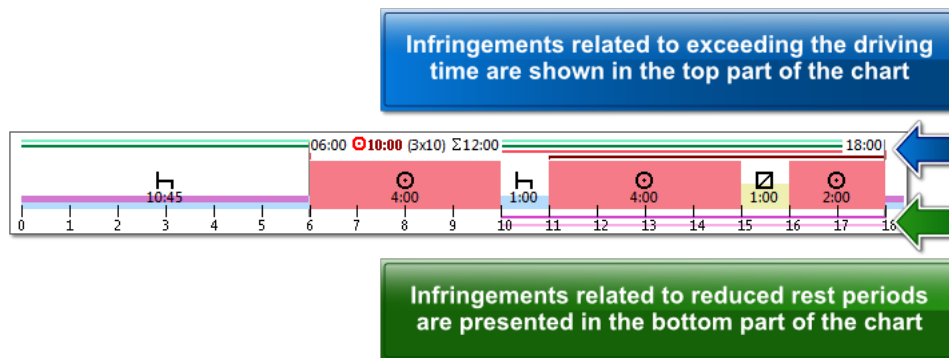 Infringements related to exceeding the driving
time are shown in the top part of the chart
06:00 10:00 (3x10) Σ12:00 18:00
10:45 4:00 1:00 4:00 1:00 2:00
0 1 2 3 4 5 6 7 8 9 10 11 12 13 14 15 16 17 18
Infringements related to reduced rest periods
are presented in the bottom part of the chart